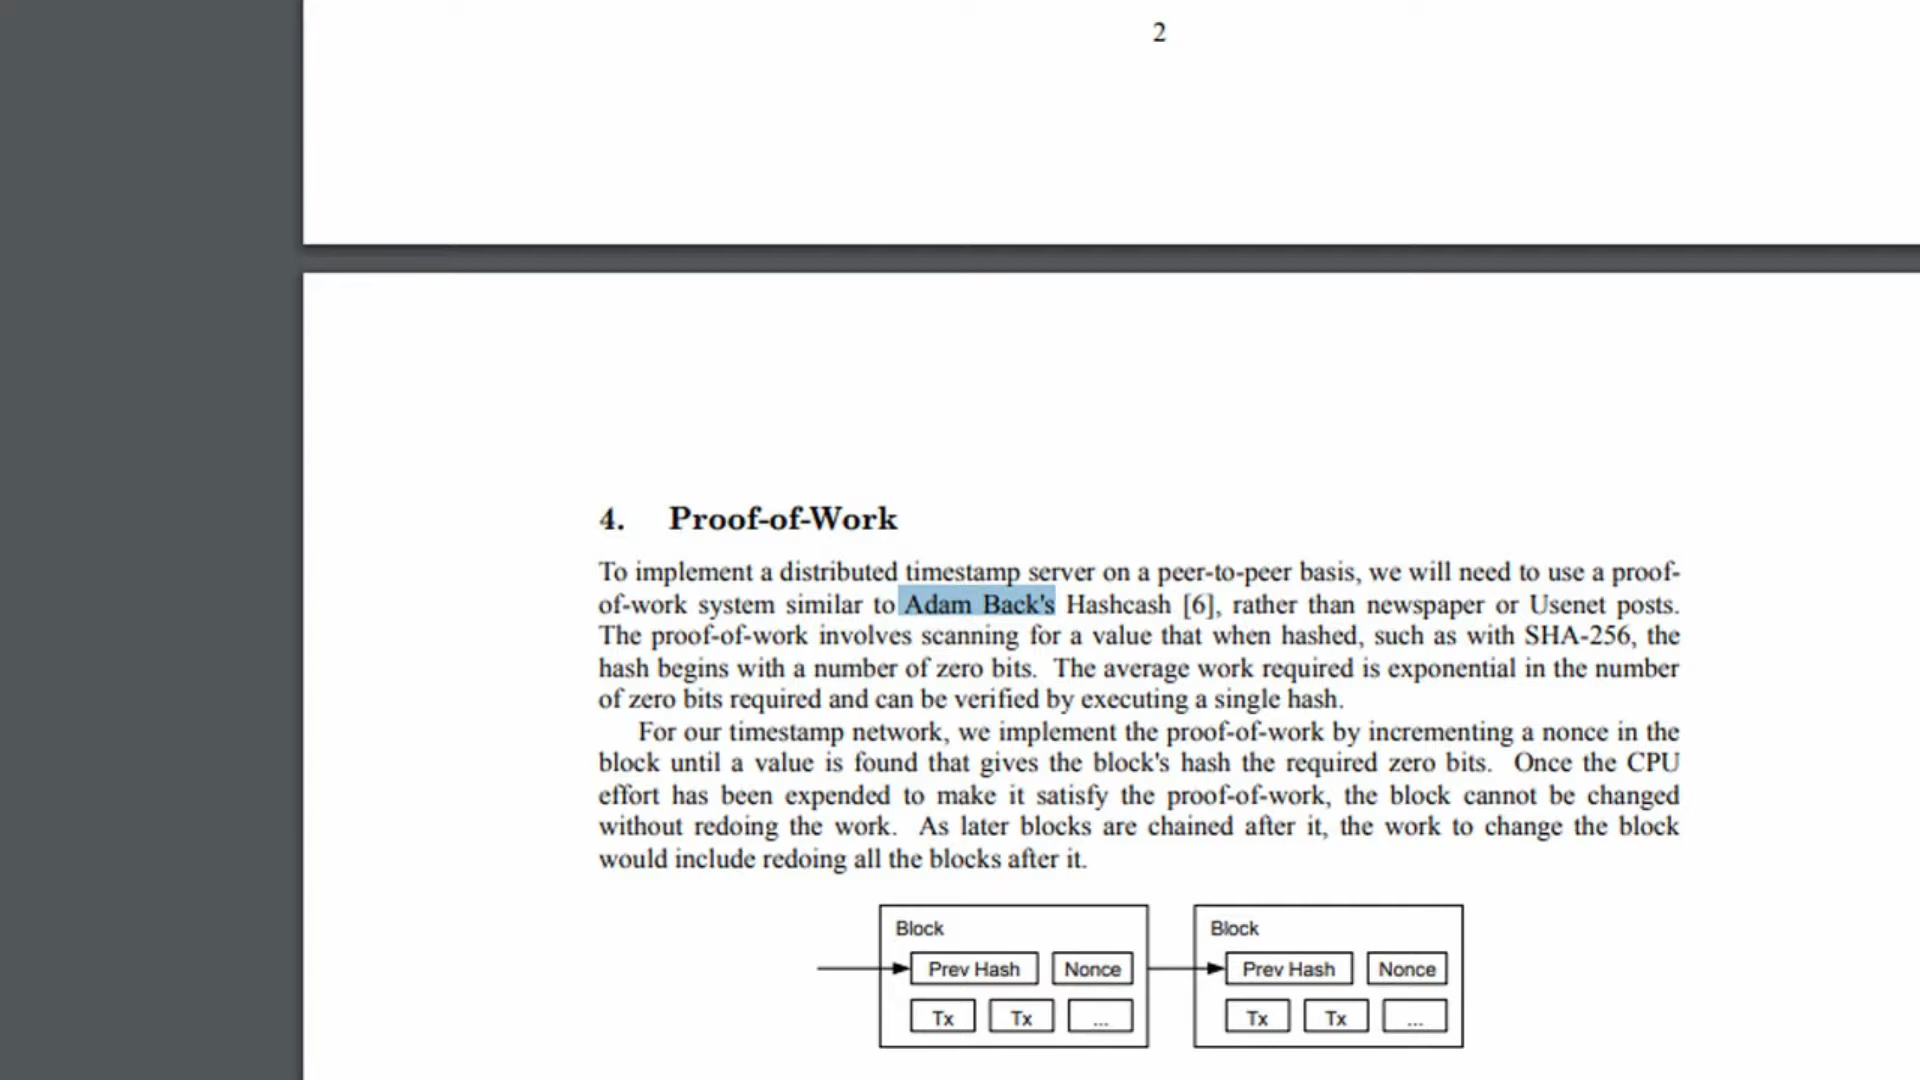 2
4. Proof-of-Work
To implement a distributed timestamp server on a peer-to-peer basis, we will need to use a proof-
of-work system similar to Adam Back's Hashcash [6], rather than newspaper or Usenet posts.
The proof-of-work involves scanning for a value that when hashed, such as with SHA-256, the
hash begins with a number of zero bits. The average work required is exponential in the number
of zero bits required and can be verified by executing a single hash.
For our timestamp network, we implement the proof-of-work by incrementing a nonce in the
block until a value is found that gives the block's hash the required zero bits. Once the CPU
effort has been expended to make it satisfy the proof-of-work, the block cannot be changed
without redoing the work. As later blocks are chained after it, the work to change the block
would include redoing all the blocks after it.
Block Block
Prev Hash Nonce Prev Hash Nonce
Tx Tx ... Tx Tx ...